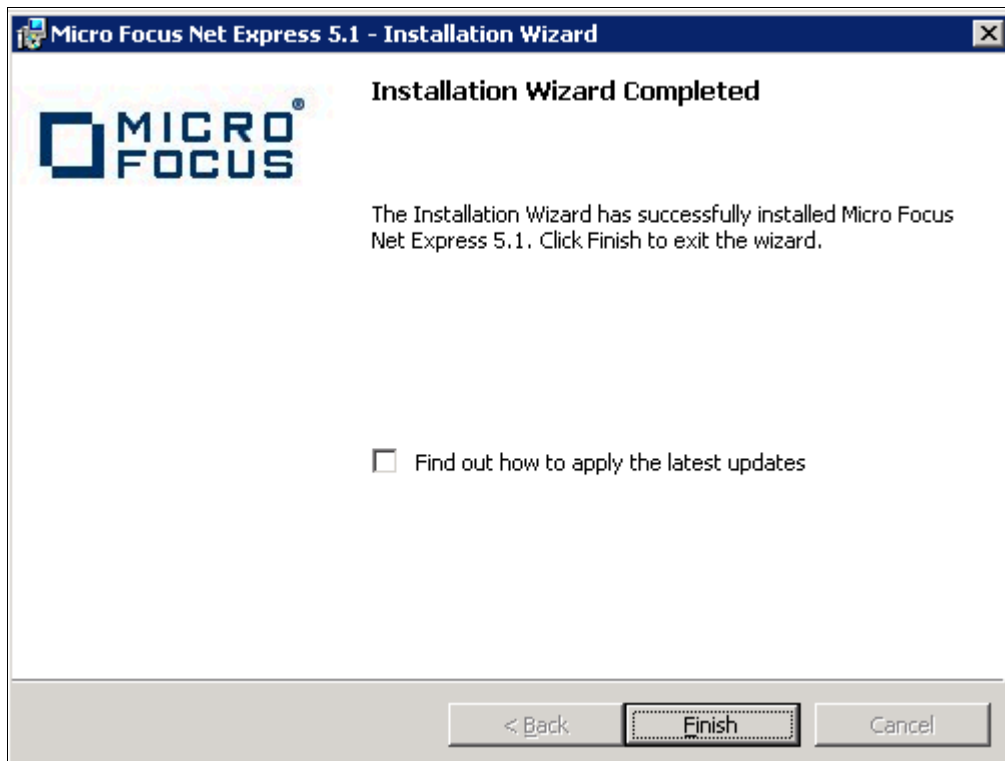 Micro Focus Net Express 5.1 - Installation Wizard
MICRO
FOCUS
®
Installation Wizard Completed
The Installation Wizard has successfully installed Micro Focus
Net Express 5.1. Click Finish to exit the wizard.
Find out how to apply the latest updates
< Back
Finish
Cancel